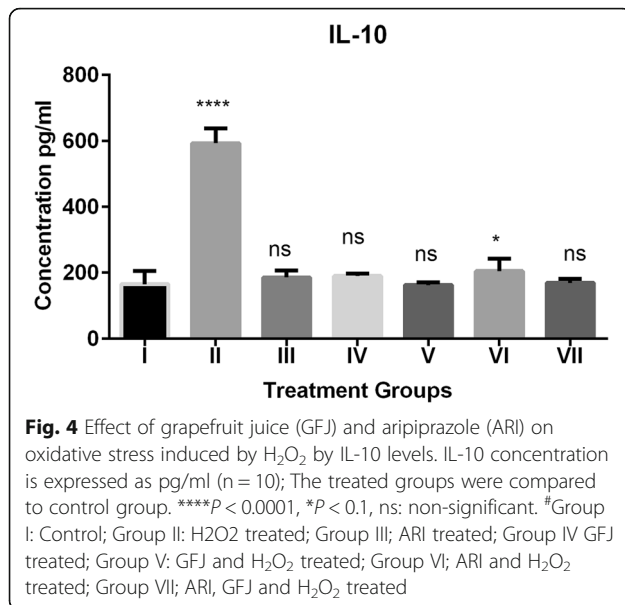 IL-10
Concentration pg/ml
800
600
400
200
0
****
ns
ns
ns
*
ns
I
II
III
IV
V
VI
VII
Treatment Groups
Fig. 4 Effect of grapefruit juice (GFJ) and aripiprazole (ARI) on
oxidative stress induced by H₂O₂ by IL-10 levels. IL-10 concentration
is expressed as pg/ml (n = 10); The treated groups were compared
to control group. ****P < 0.0001, *P < 0.1, ns: non-significant. #Group
I: Control; Group II: H2O2 treated; Group III; ARI treated; Group IV GFJ
treated; Group V: GFJ and H₂O₂ treated; Group VI; ARI and H₂O₂
treated; Group VII; ARI, GFJ and H₂O₂ treated